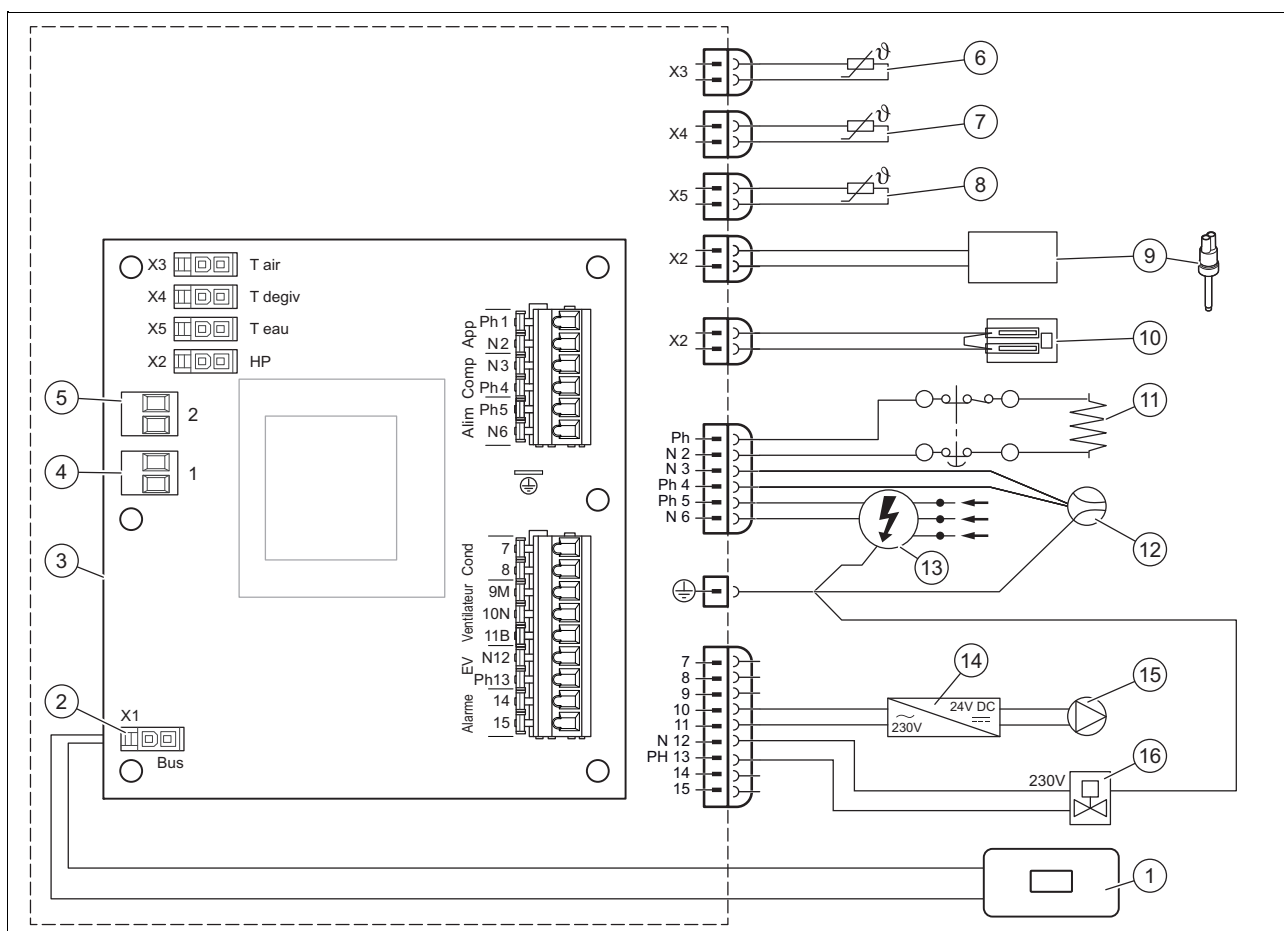 X3 ϑ 6
X4 ϑ 7
X5 ϑ 8
X2 9
X2 10
X3 T air
X4 T degiv
X5 T eau
X2 HP
5 2
4 1
3
App
Comp
Alim
Ph 1
N2
N3
Ph 4
Ph5
N6
11
Ph
N 2
N 3
Ph 4
Ph 5
N 6
12
13
Cond
Ventilateur
EV
Alarme
7
8
9M
10N
11B
N12
Ph13
14
15
7
8
9
10
11
N 12
PH 13
14
15
14
24V DC
230V
15
230V
16
2
X1
Bus
1